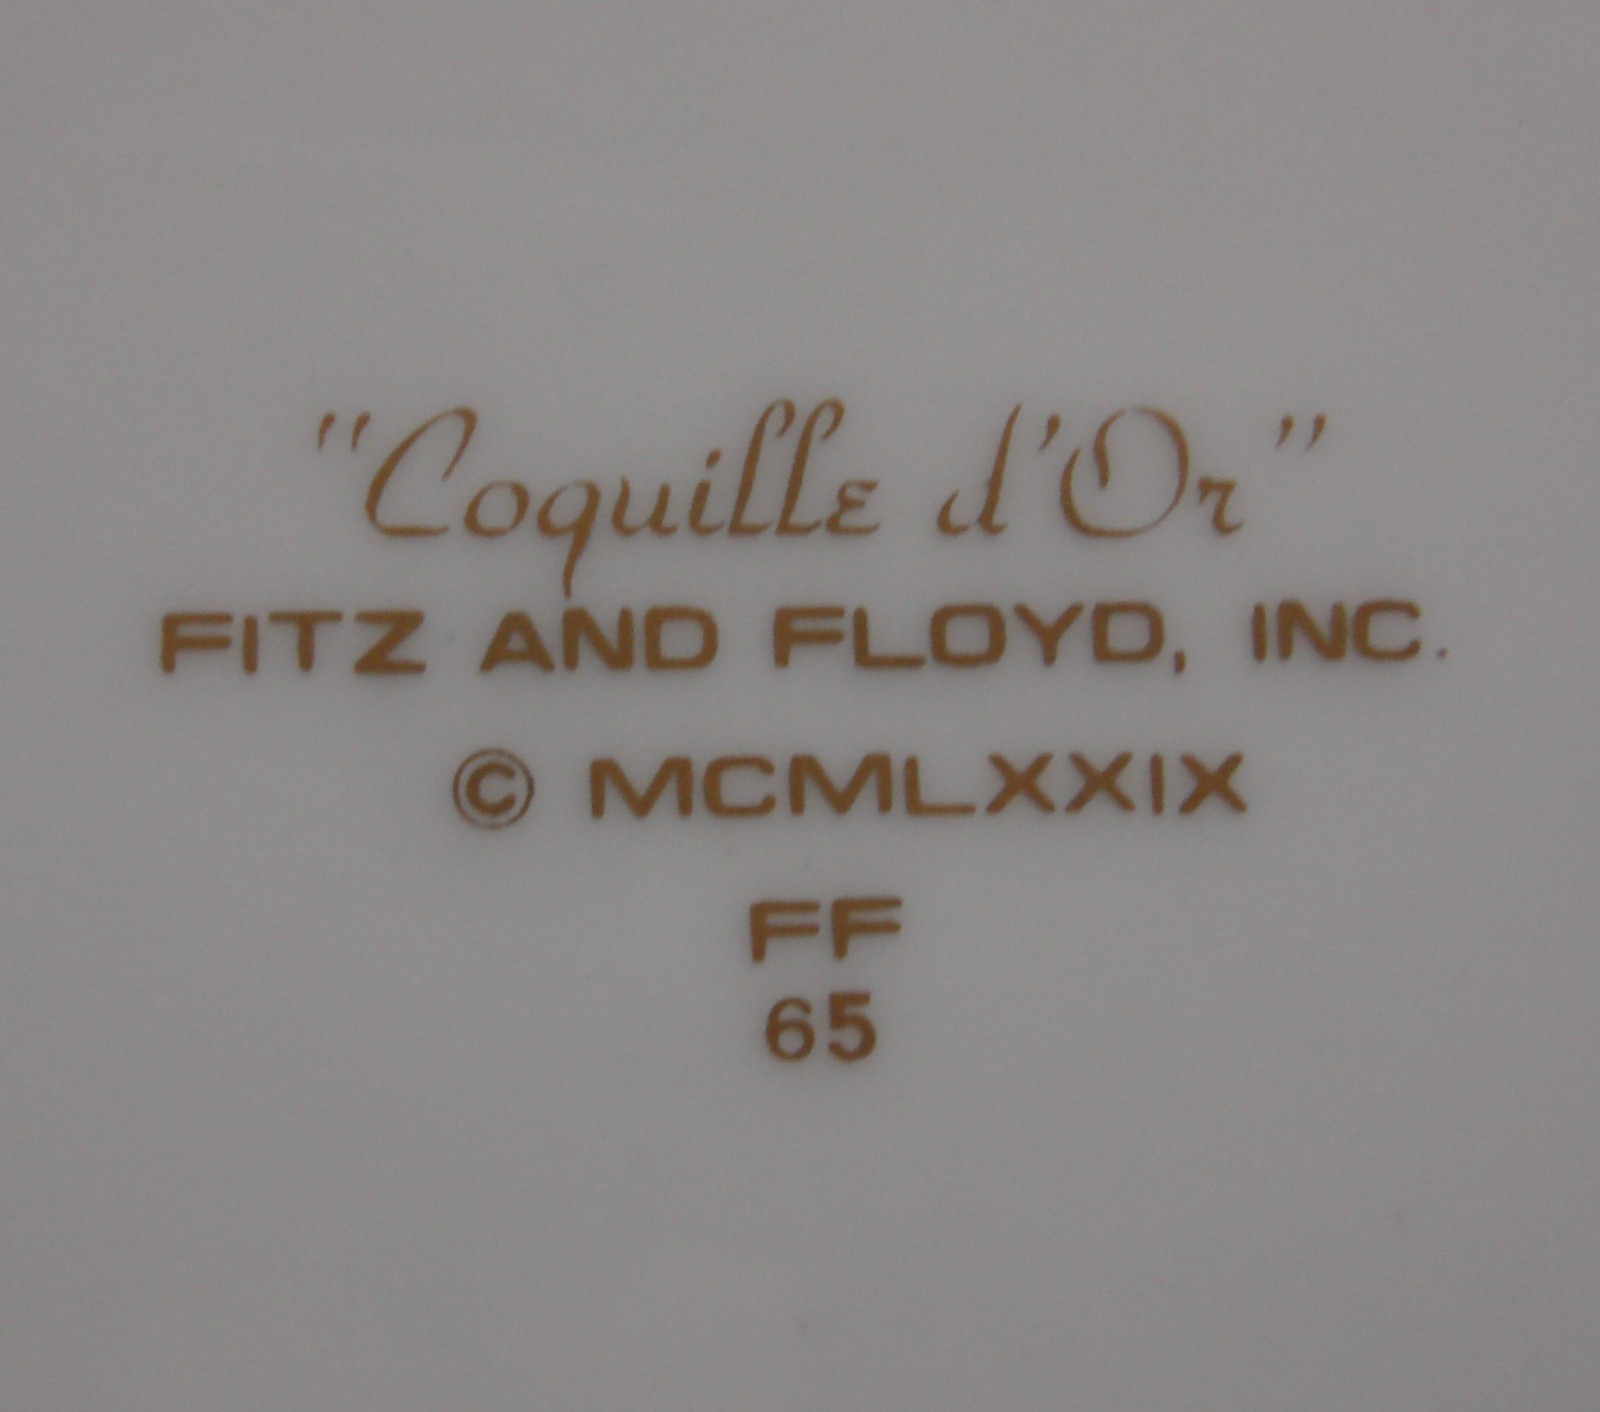 "Coquille d'Or"
FITZ AND FLOYD, INC.
© MCMLXXIX
FF
65